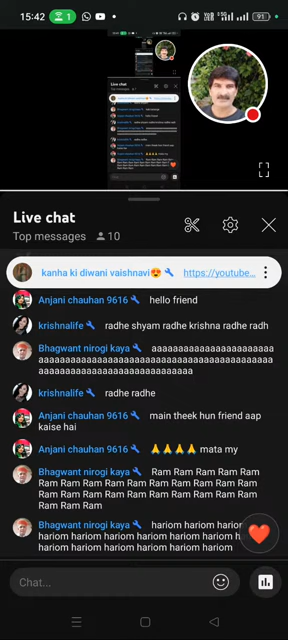 15:42 1
91
Live chat
Top messages 10
kanha ki diwani vaishnavi😍 https://youtube...
Anjani chauhan 9616 hello friend
krishnalife radhe shyam radhe krishna radhe radh
Bhagwant nirogi kaya aaaaaaaaaaaaaaaaaaaaaaa
aaaaaaaaaaaaaaaaaaaaaaaaaaaaaaaaaaaaaaaaaaaa
aaaaaaaaaaaaaaaaaaaaaaaaaaaaa
krishnalife radhe radhe
Anjani chauhan 9616 main theek hun friend aap
kaise hai
Anjani chauhan 9616 🙏🙏🙏🙏 mata my
Bhagwant nirogi kaya Ram Ram Ram Ram Ram
Ram Ram Ram Ram Ram Ram Ram Ram Ram Ram
Ram Ram Ram Ram Ram Ram Ram Ram Ram Ram
Ram Ram Ram
Bhagwant nirogi kaya hariom hariom hariom
hariom hariom hariom hariom hariom hariom
hariom hariom hariom hariom hariom hariom
Chat...